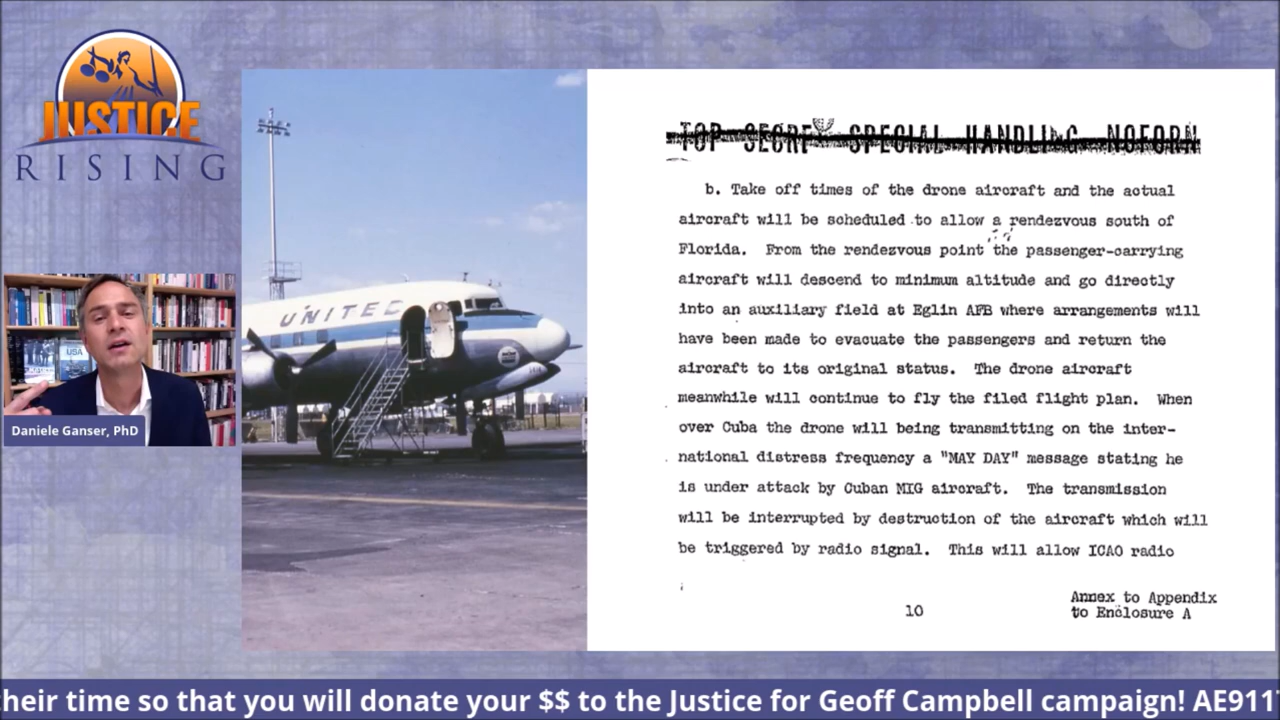 JUSTICE
RISING
USA
Daniele Ganser, PhD
UNITED
TOP SECRET SPECIAL HANDLING NOFORN
b. Take off times of the drone aircraft and the actual
aircraft will be scheduled to allow a rendezvous south of
Florida. From the rendezvous point the passenger-carrying
aircraft will descend to minimum altitude and go directly
into an auxiliary field at Eglin AFB where arrangements will
have been made to evacuate the passengers and return the
aircraft to its original status. The drone aircraft
meanwhile will continue to fly the filed flight plan. When
over Cuba the drone will being transmitting on the inter-
national distress frequency a "MAY DAY" message stating he
is under attack by Cuban MIG aircraft. The transmission
will be interrupted by destruction of the aircraft which will
be triggered by radio signal. This will allow ICAO radio
10
Annex to Appendix
to Enclosure A
heir time so that you will donate your $$ to the Justice for Geoff Campbell campaign! AE911